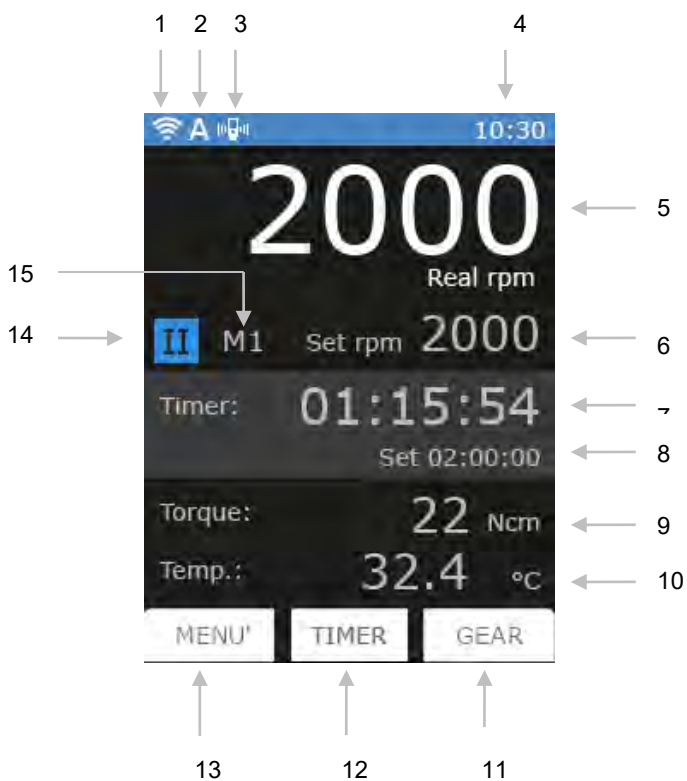 1 2 3 4
A 10:30
2000 5
Real rpm
15
14 II M1 Set rpm 2000 6
Timer: 01:15:54
Set 02:00:00 8
Torque: 22 Ncm 9
Temp.: 32.4 °C 10
MENU' TIMER GEAR
13 12 11